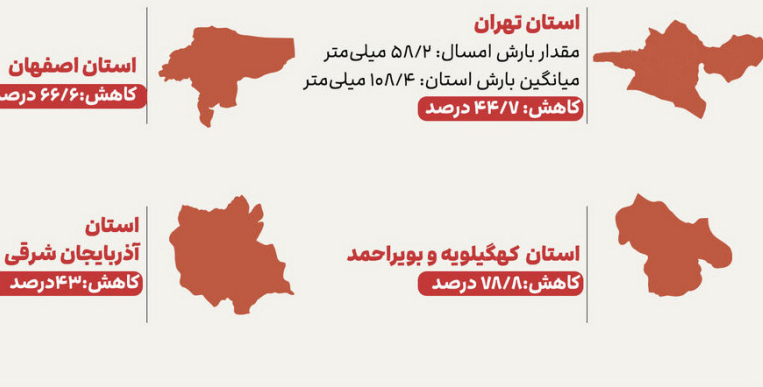 استان تهران
مقدار بارش امسال: ۵۸/۲ میلی‌متر
میانگین بارش استان: ۱۰۸/۴ میلی‌متر
کاهش: ۴۴/۷ درصد
استان اصفهان
کاهش:۶۶/۶ درصد
استان کهگیلویه و بویراحمد
کاهش:۷۸/۸ درصد
استان
آذربایجان شرقی
کاهش:۴۳درصد